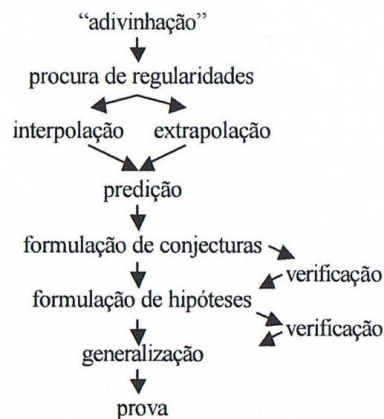 “adivinhação”
procura de regularidades
interpolação extrapolação
predição
formulação de conjecturas
verificação
formulação de hipóteses
verificação
generalização
prova